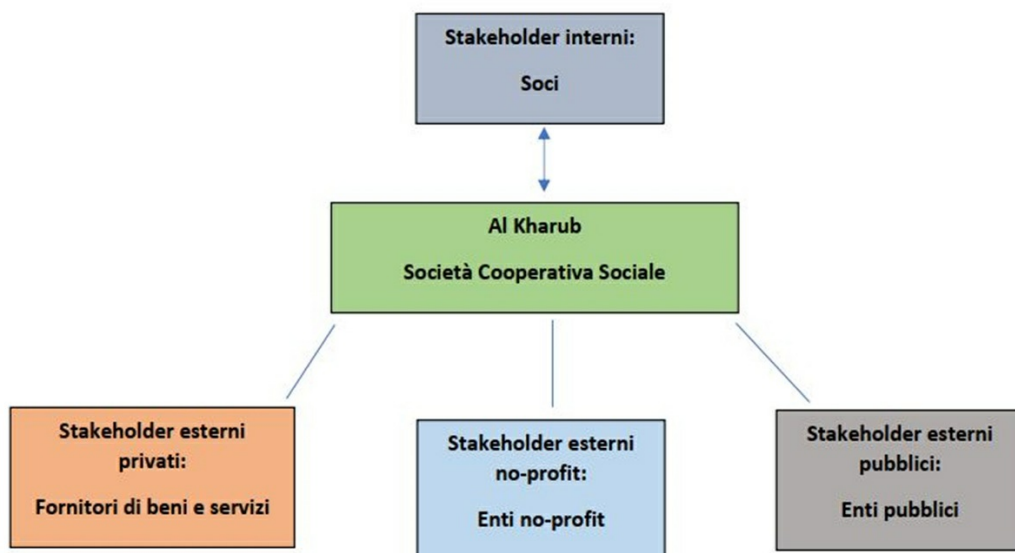 Stakeholder interni:
Soci
Al Kharub
Società Cooperativa Sociale
Stakeholder esterni
privati:
Fornitori di beni e servizi
Stakeholder esterni
no-profit:
Enti no-profit
Stakeholder esterni
pubblici:
Enti pubblici